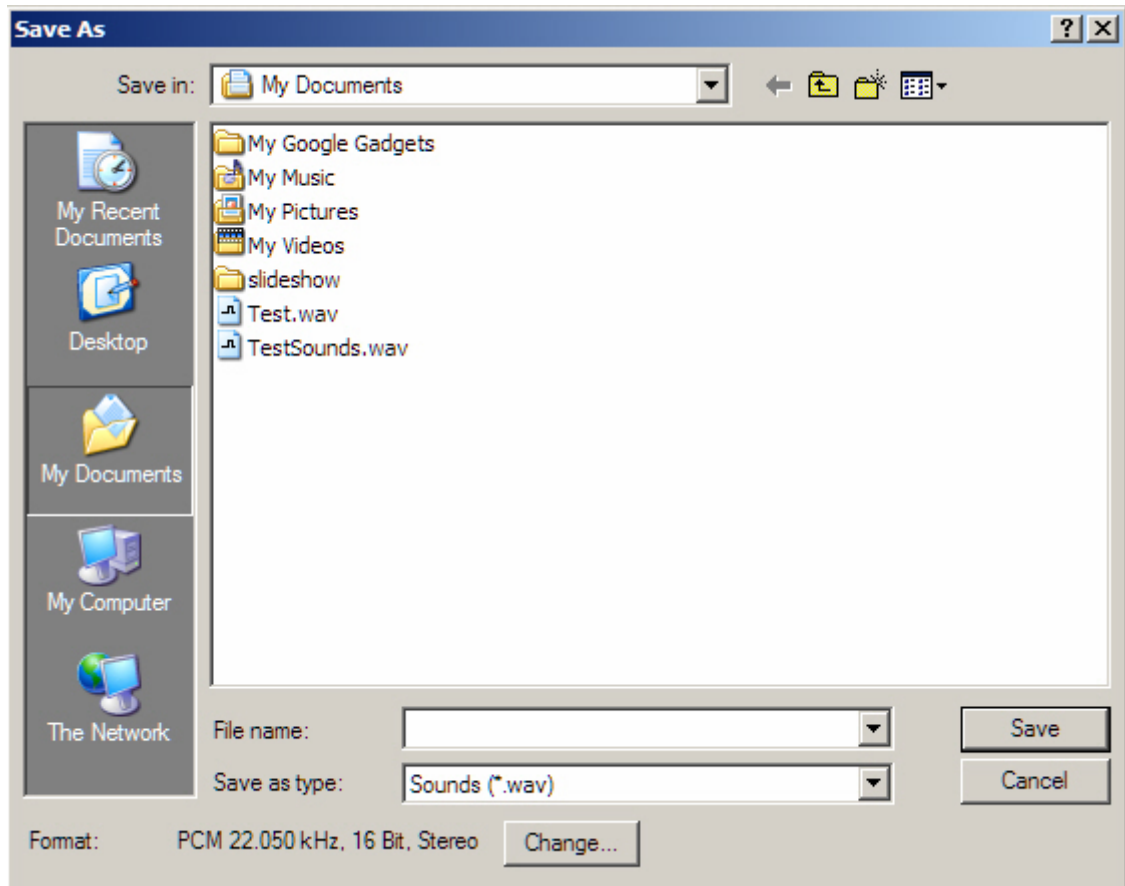 Save As
Save in: My Documents
My Recent
Documents
Desktop
My Documents
My Computer
The Network
My Google Gadgets
My Music
My Pictures
My Videos
slideshow
Test.wav
TestSounds.wav
File name:
Save
Save as type: Sounds (*.wav)
Cancel
Format: PCM 22.050 kHz, 16 Bit, Stereo Change...